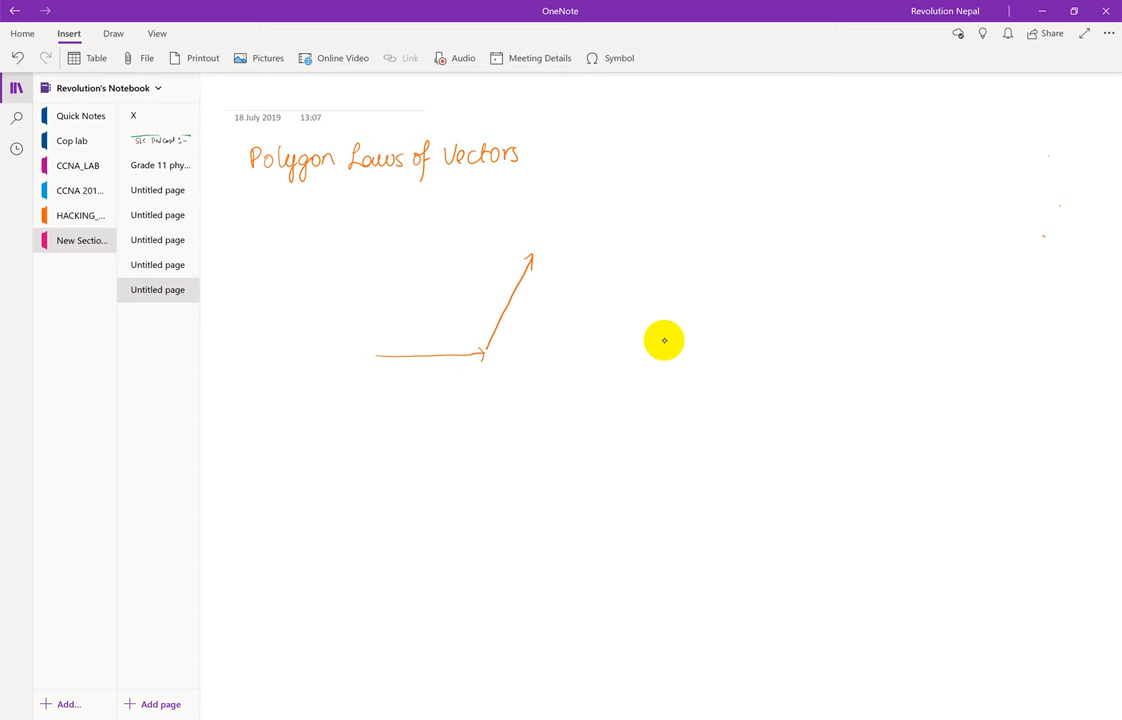 OneNote
Revolution Nepal
Home Insert Draw View
Share
Table File Printout Pictures Online Video Link Audio Meeting Details Symbol
Revolution's Notebook
Quick Notes
Cop lab
CCNA_LAB
CCNA 201...
HACKING_...
New Sectio...
X
SLC Podcast :-
Grade 11 phy...
Untitled page
Untitled page
Untitled page
Untitled page
Untitled page
18 July 2019 13:07
Polygon Laws of Vectors
Add... Add page